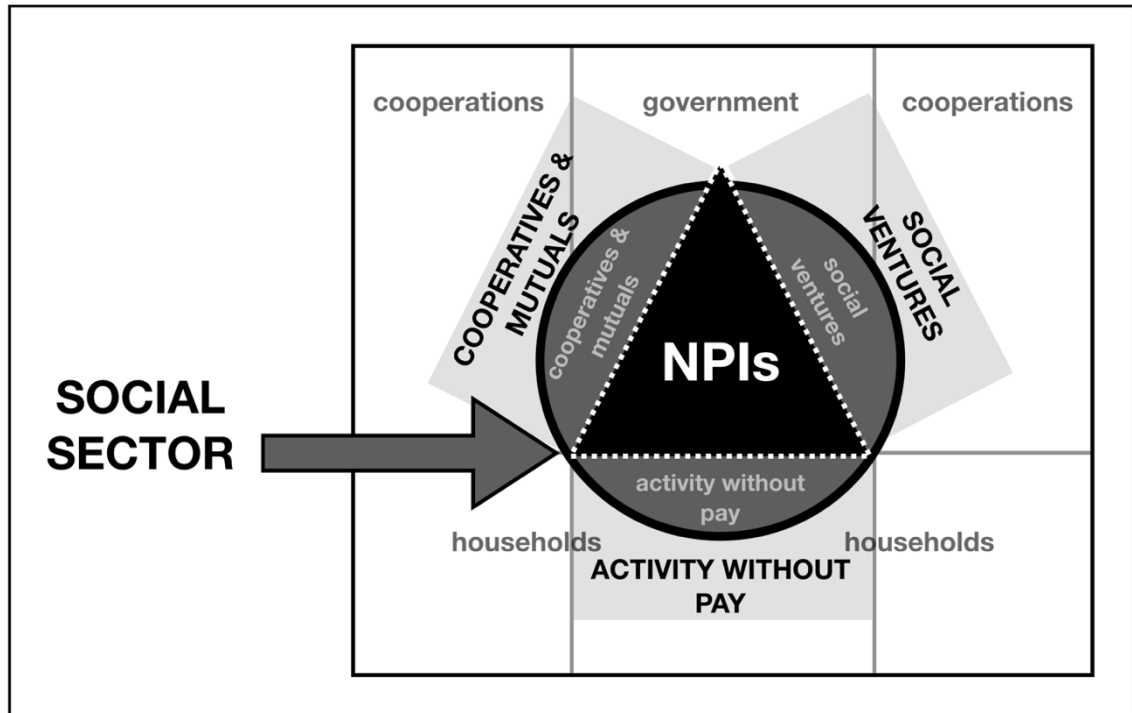 cooperations
government
cooperations
COOPERATIVES &
MUTUALS
cooperatives &
mutuals
social
ventures
SOCIAL
VENTURES
NPIs
SOCIAL
SECTOR
activity without
pay
households
households
ACTIVITY WITHOUT
PAY